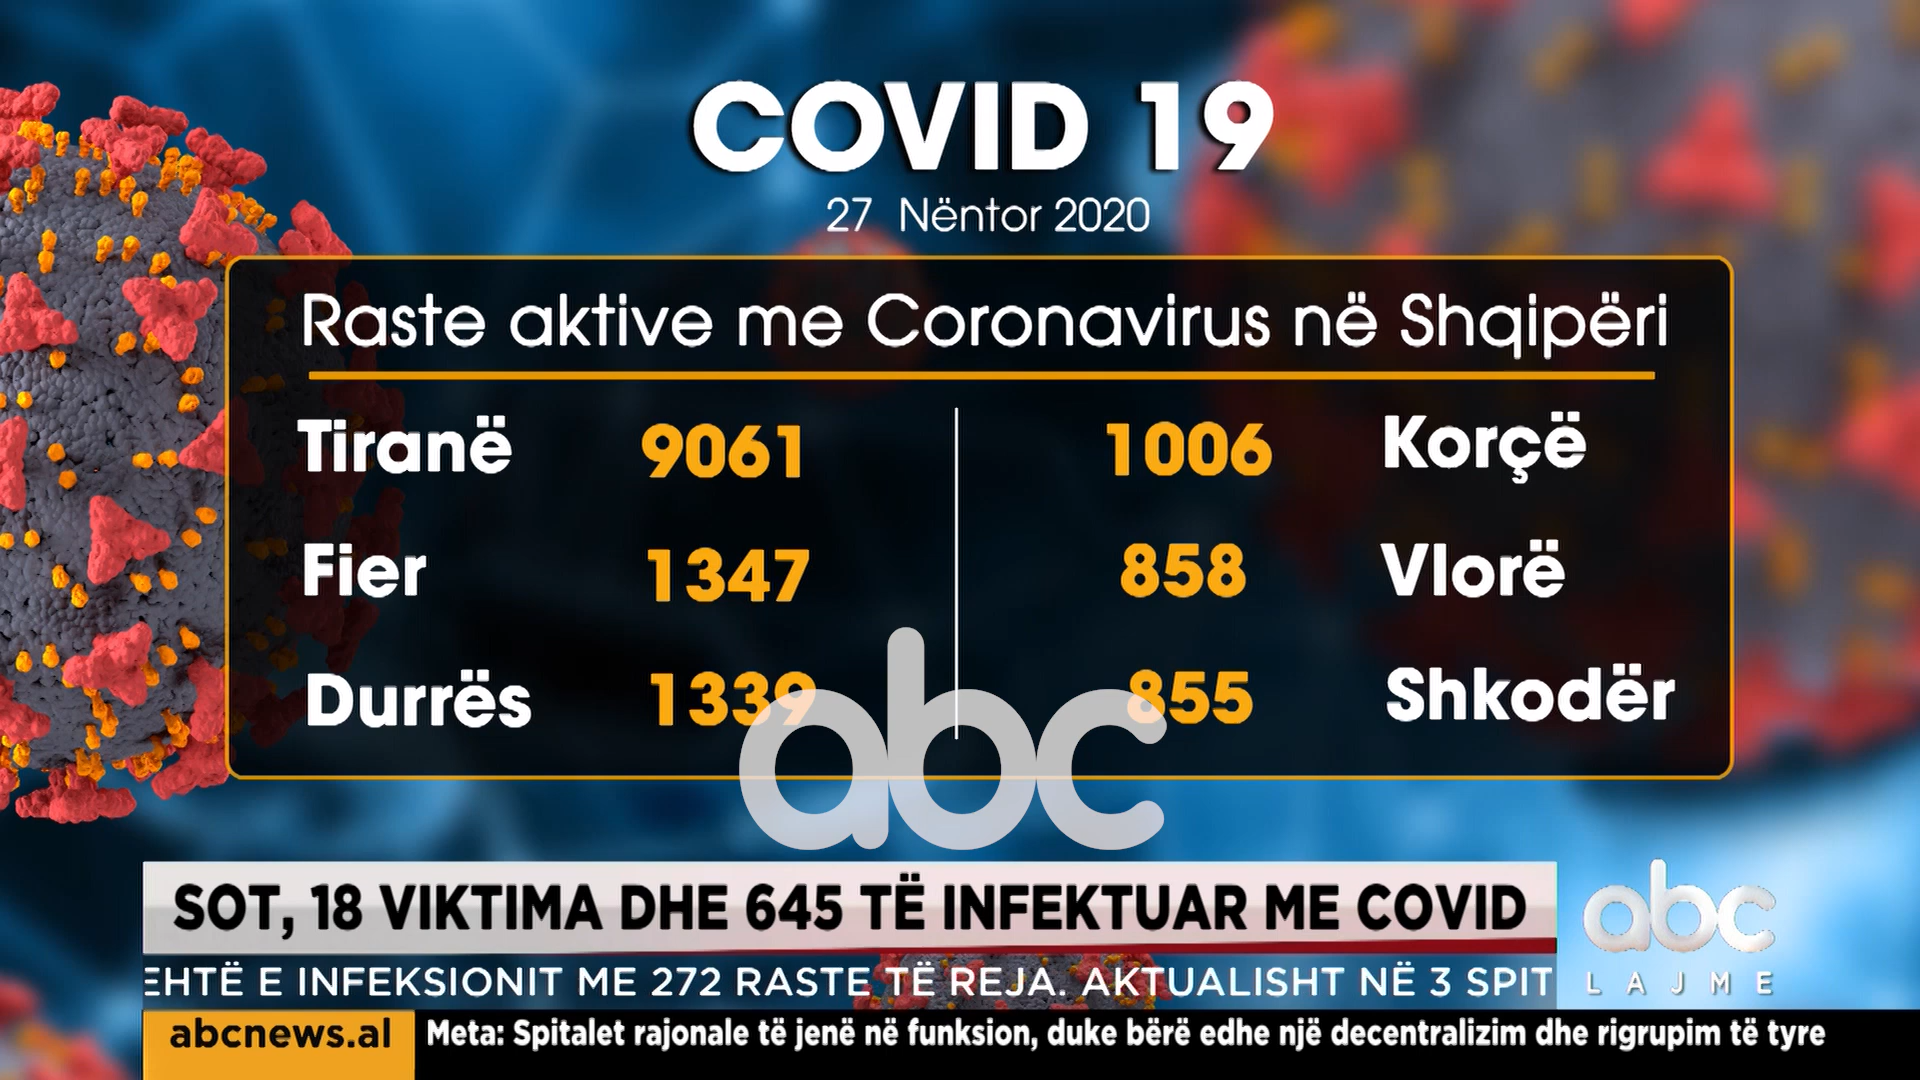 COVID 19
27 Nëntor 2020
Raste aktive me Coronavirus në Shqipëri
Tiranë 9061 1006 Korçë
Fier 1347 858 Vlorë
Durrës 1339 855 Shkodër
abc
SOT, 18 VIKTIMA DHE 645 TË INFEKTUAR ME COVID
abc
E INFEKSIONIT ME 272 RASTE TË REJA. AKTUALISHT NË 3 SPIT
LAJME
abcnews.al Meta: Spitalet rajonale të jenë në funksion, duke bërë edhe një decentralizim dhe rigrupim të tyre